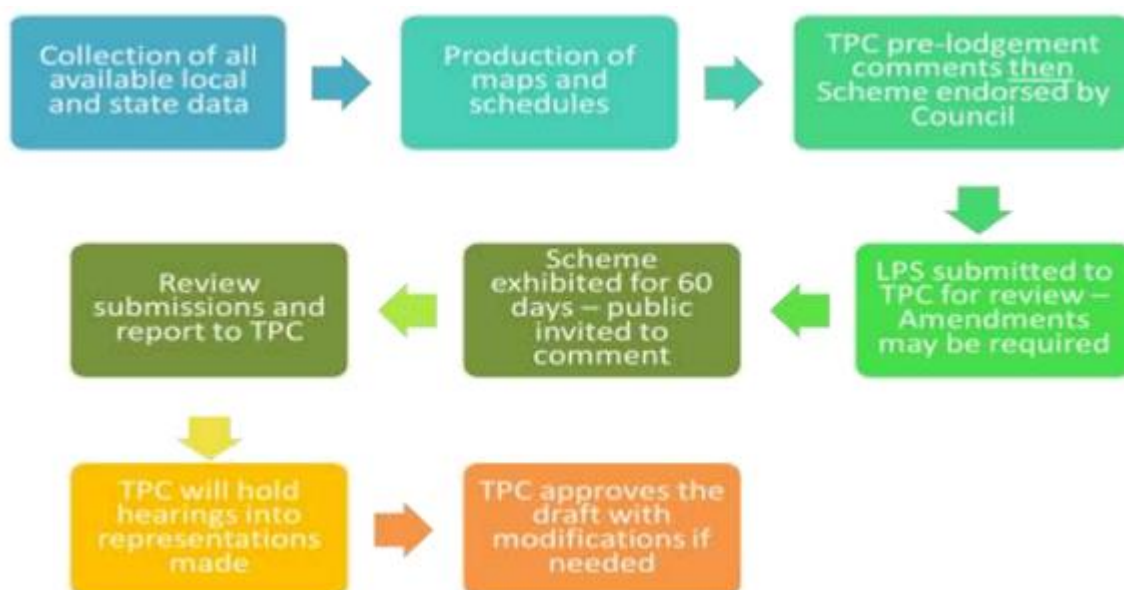 Collection of all
available local
and state data
Production of
maps and
schedules
TPC pre-lodgement
comments then
Scheme endorsed by
Council
LPS submitted to
TPC for review –
Amendments
may be required
Scheme
exhibited for 60
days – public
invited to
comment
Review
submissions and
report to TPC
TPC will hold
hearings into
representations
made
TPC approves the
draft with
modifications if
needed